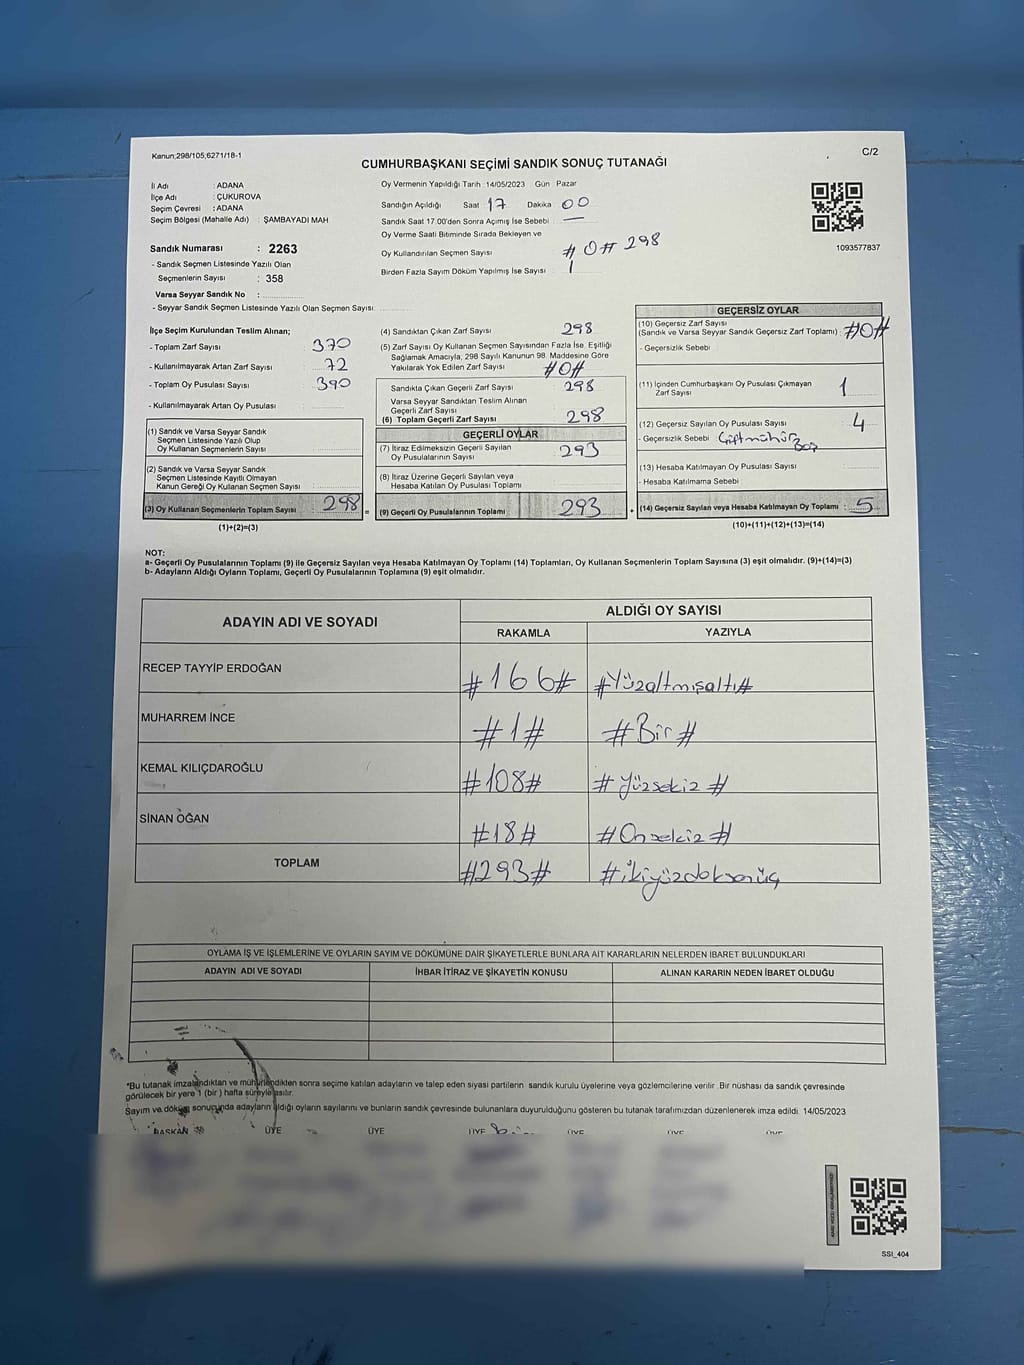 Kanun;298/105;6271/18-1
C/2
CUMHURBAŞKANI SEÇİMİ SANDIK SONUÇ TUTANAĞI
İl Adı : ADANA
İlçe Adı : ÇUKUROVA
Seçim Çevresi : ADANA
Seçim Bölgesi (Mahalle Adı) : ŞAMBAYADI MAH.
Sandık Numarası : 2263
- Sandık Seçmen Listesinde Yazılı Olan
Seçmenlerin Sayısı : 358
Varsa Seyyar Sandık No :
- Seyyar Sandık Seçmen Listesinde Yazılı Olan Seçmen Sayısı
Oy Vermenin Yapıldığı Tarih :14/05/2023 Gün : Pazar
Sandığın Açıldığı Saat 17 Dakika 00
Sandık Saat 17.00'den Sonra Açımış İse Sebebi —
Oy Verme Saati Bitiminde Sırada Bekleyen ve
Oy Kullandırılan Seçmen Sayısı #0# 298
Birden Fazla Sayım Döküm Yapılmış İse Sayısı 1
1093577837
İlçe Seçim Kurulundan Teslim Alınan;
- Toplam Zarf Sayısı 370
- Kullanılmayarak Artan Zarf Sayısı 72
- Toplam Oy Pusulası Sayısı 390
- Kullanılmayarak Artan Oy Pusulası
(1) Sandık ve Varsa Seyyar Sandık
Seçmen Listesinde Yazılı Olup
Oy Kullanan Seçmenlerin Sayısı
(2) Sandık ve Varsa Seyyar Sandık
Seçmen Listesinde Kayıtlı Olmayan
Kanun Gereği Oy Kullanan Seçmen Sayısı
(3) Oy Kullanan Seçmenlerin Toplam Sayısı 298
(1)+(2)=(3)
(4) Sandıktan Çıkan Zarf Sayısı 298
(5) Zarf Sayısı Oy Kullanan Seçmen Sayısından Fazla İse, Eşitliği
Sağlamak Amacıyla; 298 Sayılı Kanunun 98. Maddesine Göre
Yakılarak Yok Edilen Zarf Sayısı #0#
Sandıkta Çıkan Geçerli Zarf Sayısı 298
Varsa Seyyar Sandıktan Teslim Alınan
Geçerli Zarf Sayısı
(6) Toplam Geçerli Zarf Sayısı 298
GEÇERLİ OYLAR
(7) İtiraz Edilmeksizin Geçerli Sayılan
Oy Pusulalarının Sayısı 293
(8) İtiraz Üzerine Geçerli Sayılan veya
Hesaba Katılan Oy Pusulası Toplamı
(9) Geçerli Oy Pusulalarının Toplamı 293
GEÇERSİZ OYLAR
(10) Geçersiz Zarf Sayısı
(Sandık ve Varsa Seyyar Sandık Geçersiz Zarf Toplamı) #0#
- Geçersizlik Sebebi
(11) İçinden Cumhurbaşkanı Oy Pusulası Çıkmayan
Zarf Sayısı 1
(12) Geçersiz Sayılan Oy Pusulası Sayısı 4
- Geçersizlik Sebebi Çiftmühür Boş
(13) Hesaba Katılmayan Oy Pusulası Sayısı
- Hesaba Katılmama Sebebi
(14) Geçersiz Sayılan veya Hesaba Katılmayan Oy Toplamı 5
(10)+(11)+(12)+(13)=(14)
NOT:
a- Geçerli Oy Pusulalarının Toplamı (9) ile Geçersiz Sayılan veya Hesaba Katılmayan Oy Toplamı (14) Toplamları, Oy Kullanan Seçmenlerin Toplam Sayısına (3) eşit olmalıdır. (9)+(14)=(3)
b- Adayların Aldığı Oyların Toplamı, Geçerli Oy Pusulalarının Toplamına (9) eşit olmalıdır.
ADAYIN ADI VE SOYADI
ALDIĞI OY SAYISI
RAKAMLA YAZIYLA
RECEP TAYYİP ERDOĞAN #166# #Yüzaltmışaltı#
MUHARREM İNCE #1# #Bir#
KEMAL KILIÇDAROĞLU #108# #yüzsekiz#
SİNAN OĞAN #18# #Onsekiz#
TOPLAM #293# #ikiyüzdoksanüç
OYLAMA İŞ VE İŞLEMLERİNE VE OYLARIN SAYIM VE DÖKÜMÜNE DAİR ŞİKAYETLERLE BUNLARA AİT KARARLARIN NELERDEN İBARET BULUNDUKLARI
ADAYIN ADI VE SOYADI İHBAR İTİRAZ VE ŞİKAYETİN KONUSU ALINAN KARARIN NEDEN İBARET OLDUĞU
*Bu tutanak imzalandıktan ve mühürlendikten sonra seçime katılan adayların ve talep eden siyasi partilerin sandık kurulu üyelerine veya gözlemcilerine verilir. Bir nüshası da sandık çevresinde
görülecek bir yere 1 (bir) hafta süreyle asılır.
Sayım ve döküm sonucunda adayların aldığı oyların sayılarını ve bunların sandık çevresinde bulunanlara duyurulduğunu gösteren bu tutanak tarafımızdan düzenlenerek imza edildi. 14/05/2023
BAŞKAN ÜYE ÜYE ÜYE ÜYE ÜYE ÜYE
SSI_404